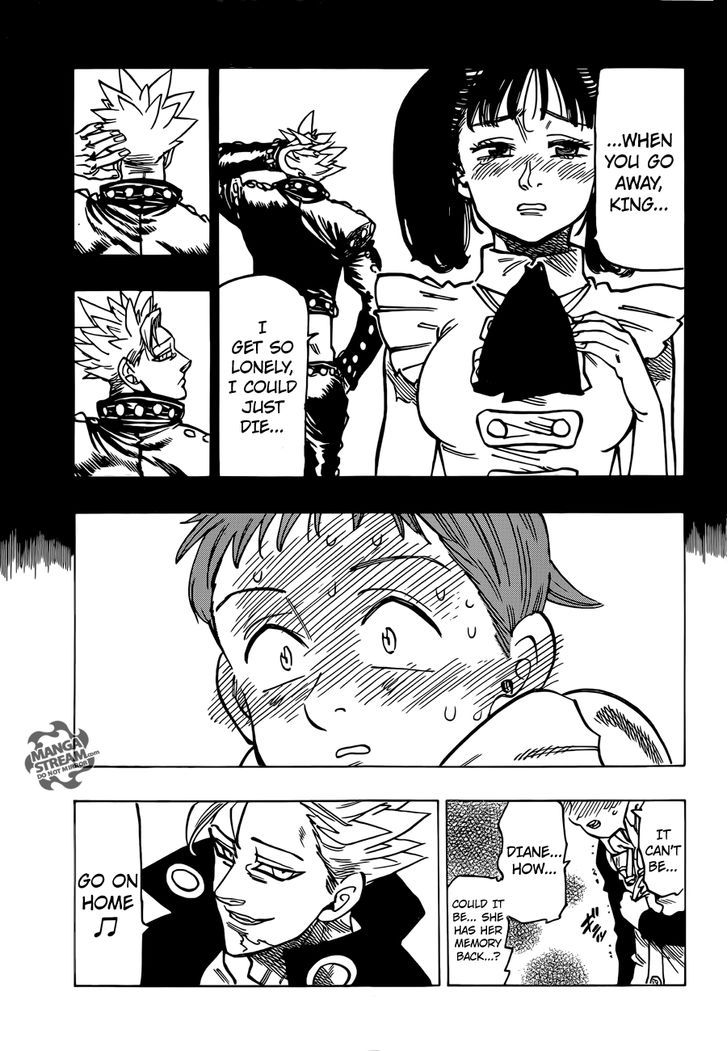 ...WHEN
YOU GO
AWAY,
KING...
I
GET SO
LONELY,
I COULD
JUST
DIE...
MANGA
STREAM.com
DO NOT MIRROR
IT
CAN'T
BE...
DIANE...
HOW...
COULD
IT BE... SHE
HAS HER
MEMORY
BACK...?
GO ON
HOME
♫